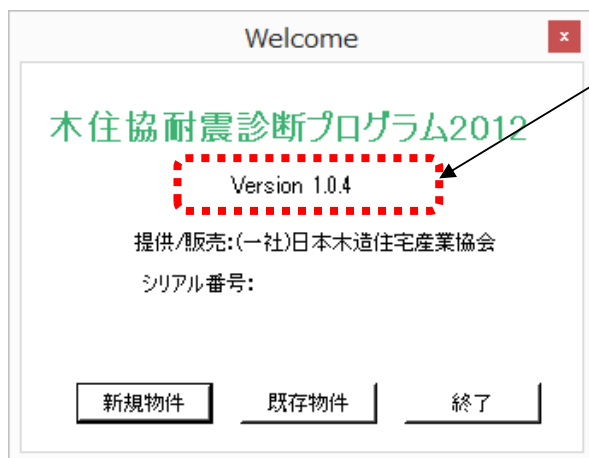 Welcome
x
木住協耐震診断プログラム2012
Version 1.0.4
提供/販売:(一社)日本木造住宅産業協会
シリアル番号:
新規物件 既存物件 終了